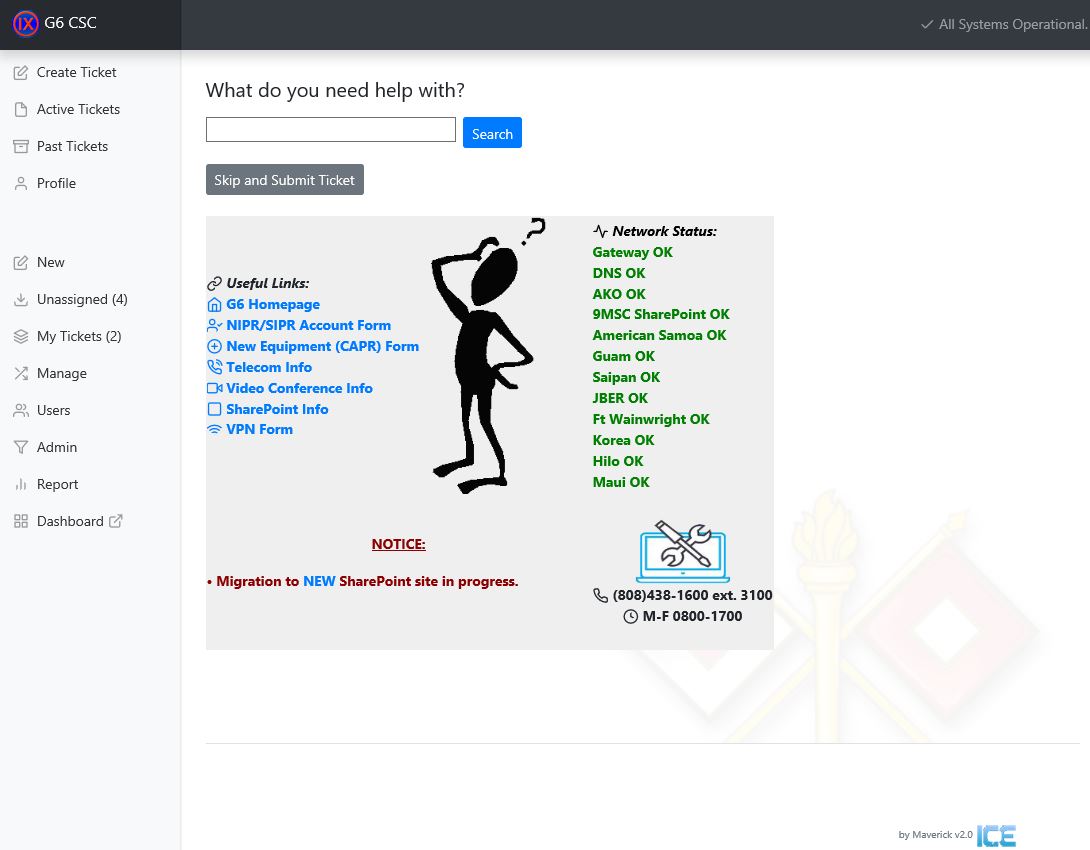 IX G6 CSC
All Systems Operational.
Create Ticket
Active Tickets
Past Tickets
Profile
New
Unassigned (4)
My Tickets (2)
Manage
Users
Admin
Report
Dashboard
What do you need help with?
Search
Skip and Submit Ticket
Useful Links:
G6 Homepage
NIPR/SIPR Account Form
New Equipment (CAPR) Form
Telecom Info
Video Conference Info
SharePoint Info
VPN Form
?
Network Status:
Gateway OK
DNS OK
AKO OK
9MSC SharePoint OK
American Samoa OK
Guam OK
Saipan OK
JBER OK
Ft Wainwright OK
Korea OK
Hilo OK
Maui OK
NOTICE:
• Migration to NEW SharePoint site in progress.
(808)438-1600 ext. 3100
M-F 0800-1700
by Maverick v2.0 ICE